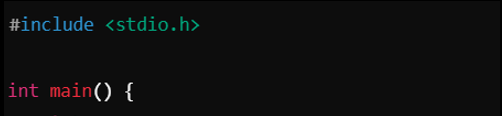 #include <stdio.h>
int main() {